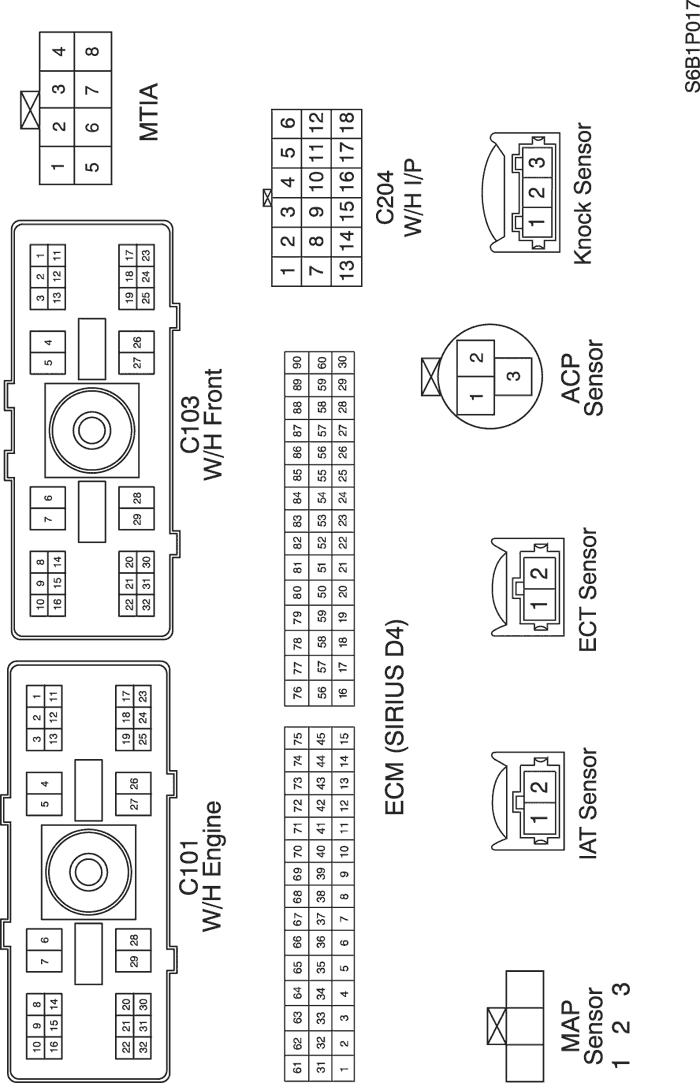 10 9 8 7 6 5 4 3 2 1
16 15 14 13 12 11
22 21 20 29 28 27 26 19 18 17
32 31 30 25 24 23
C101
W/H Engine
10 9 8 7 6 5 4 3 2 1
16 15 14 13 12 11
22 21 20 29 28 27 26 19 18 17
32 31 30 25 24 23
C103
W/H Front
1 2 3 4
5 6 7 8
MTIA
61 62 63 64 65 66 67 68 69 70 71 72 73 74 75
31 32 33 34 35 36 37 38 39 40 41 42 43 44 45
1 2 3 4 5 6 7 8 9 10 11 12 13 14 15
76 77 78 79 80 81 82 83 84 85 86 87 88 89 90
56 57 58 59 50 51 52 53 54 55 56 57 58 59 60
16 17 18 19 20 21 22 23 24 25 26 27 28 29 30
ECM (SIRIUS D4)
1 2 3 4 5 6
7 8 9 10 11 12
13 14 15 16 17 18
C204
W/H I/P
MAP
Sensor
1 2 3
1 2
IAT Sensor
1 2
ECT Sensor
1 2
3
ACP
Sensor
1 2 3
Knock Sensor
S6B1P017